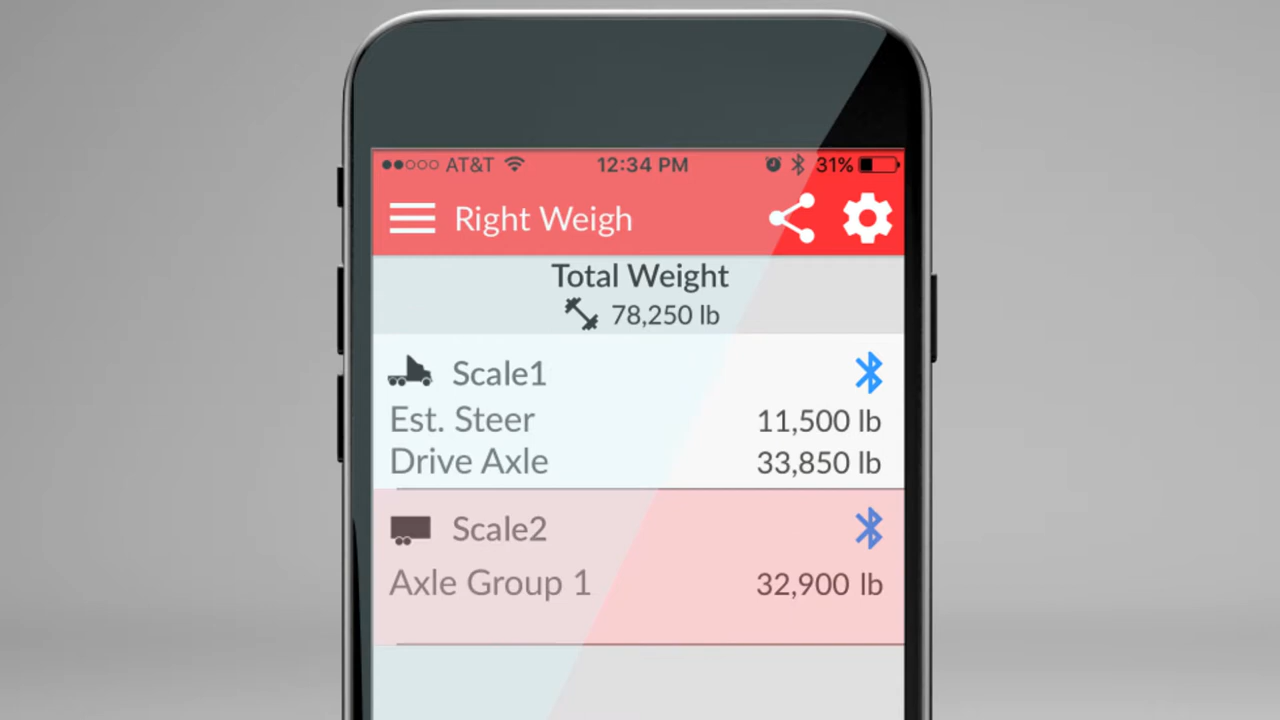 AT&T 12:34 PM 31%
Right Weigh
Total Weight
78,250 lb
Scale1
Est. Steer 11,500 lb
Drive Axle 33,850 lb
Scale2
Axle Group 1 32,900 lb